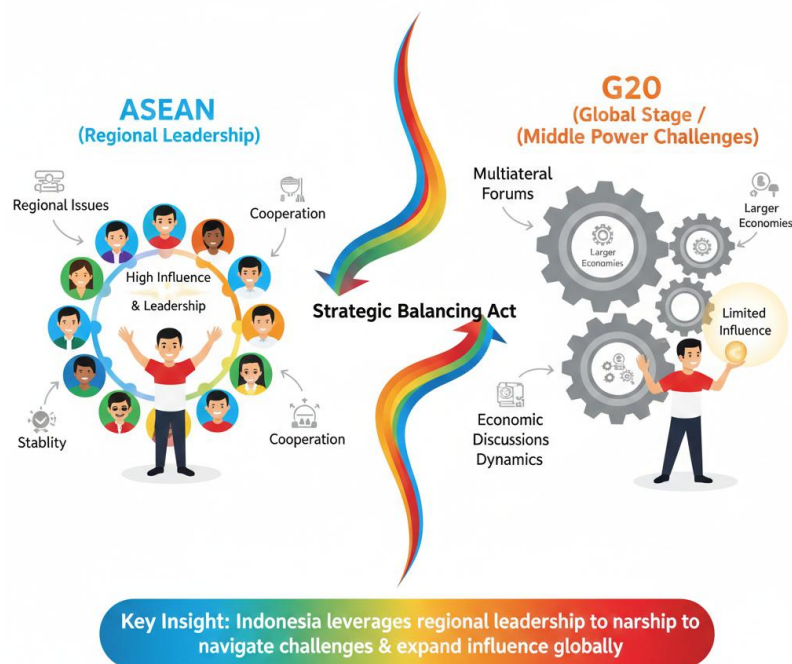 ASEAN
(Regional Leadership)
Regional Issues
Cooperation
High Influence
& Leadership
Stablity
Cooperation
Strategic Balancing Act
G20
(Global Stage /
(Middle Power Challenges)
Multiateral
Forums
Larger
Economies
Larger
Economies
Limited
Influence
Economic
Discussions
Dynamics
Key Insight: Indonesia leverages regional leadership to narship to
navigate challenges & expand influence globally